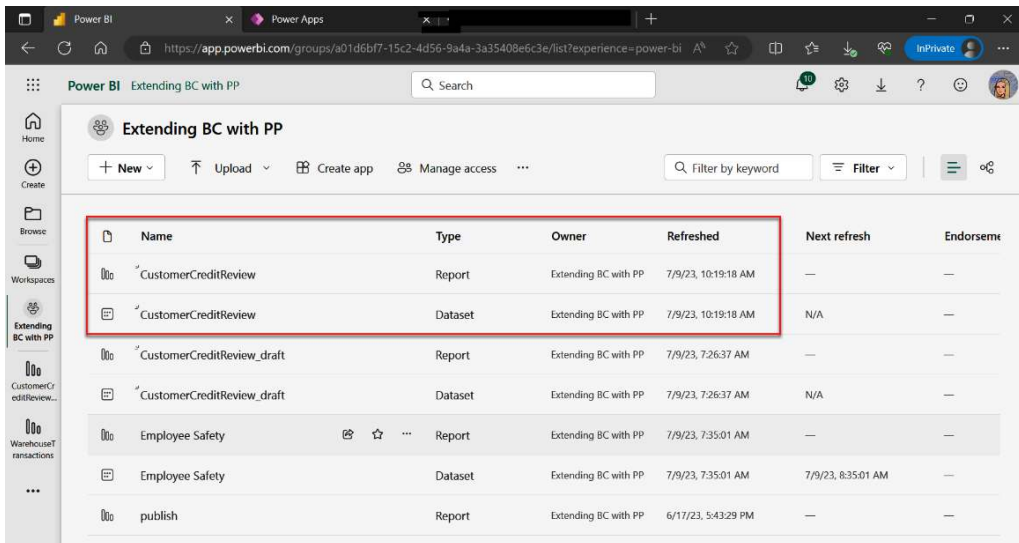 Power BI
Power Apps
https://app.powerbi.com/groups/a01d6bf7-15c2-4d56-9a4a-3a35408e6c3e/list?experience=power-bi
InPrivate
Power BI Extending BC with PP
Search
10
?
Home
Extending BC with PP
Create
New
Upload
Create app
Manage access
Filter by keyword
Filter
Browse
Name Type Owner Refreshed Next refresh Endorseme
Workspaces
CustomerCreditReview Report Extending BC with PP 7/9/23, 10:19:18 AM —
CustomerCreditReview Dataset Extending BC with PP 7/9/23, 10:19:18 AM N/A —
Extending
BC with PP
CustomerCreditReview_draft Report Extending BC with PP 7/9/23, 7:26:37 AM — —
CustomerCr
editReview...
CustomerCreditReview_draft Dataset Extending BC with PP 7/9/23, 7:26:37 AM N/A —
WarehouseT
ransactions
Employee Safety Report Extending BC with PP 7/9/23, 7:35:01 AM — —
Employee Safety Dataset Extending BC with PP 7/9/23, 7:35:01 AM 7/9/23, 8:35:01 AM —
publish Report Extending BC with PP 6/17/23, 5:43:29 PM — —